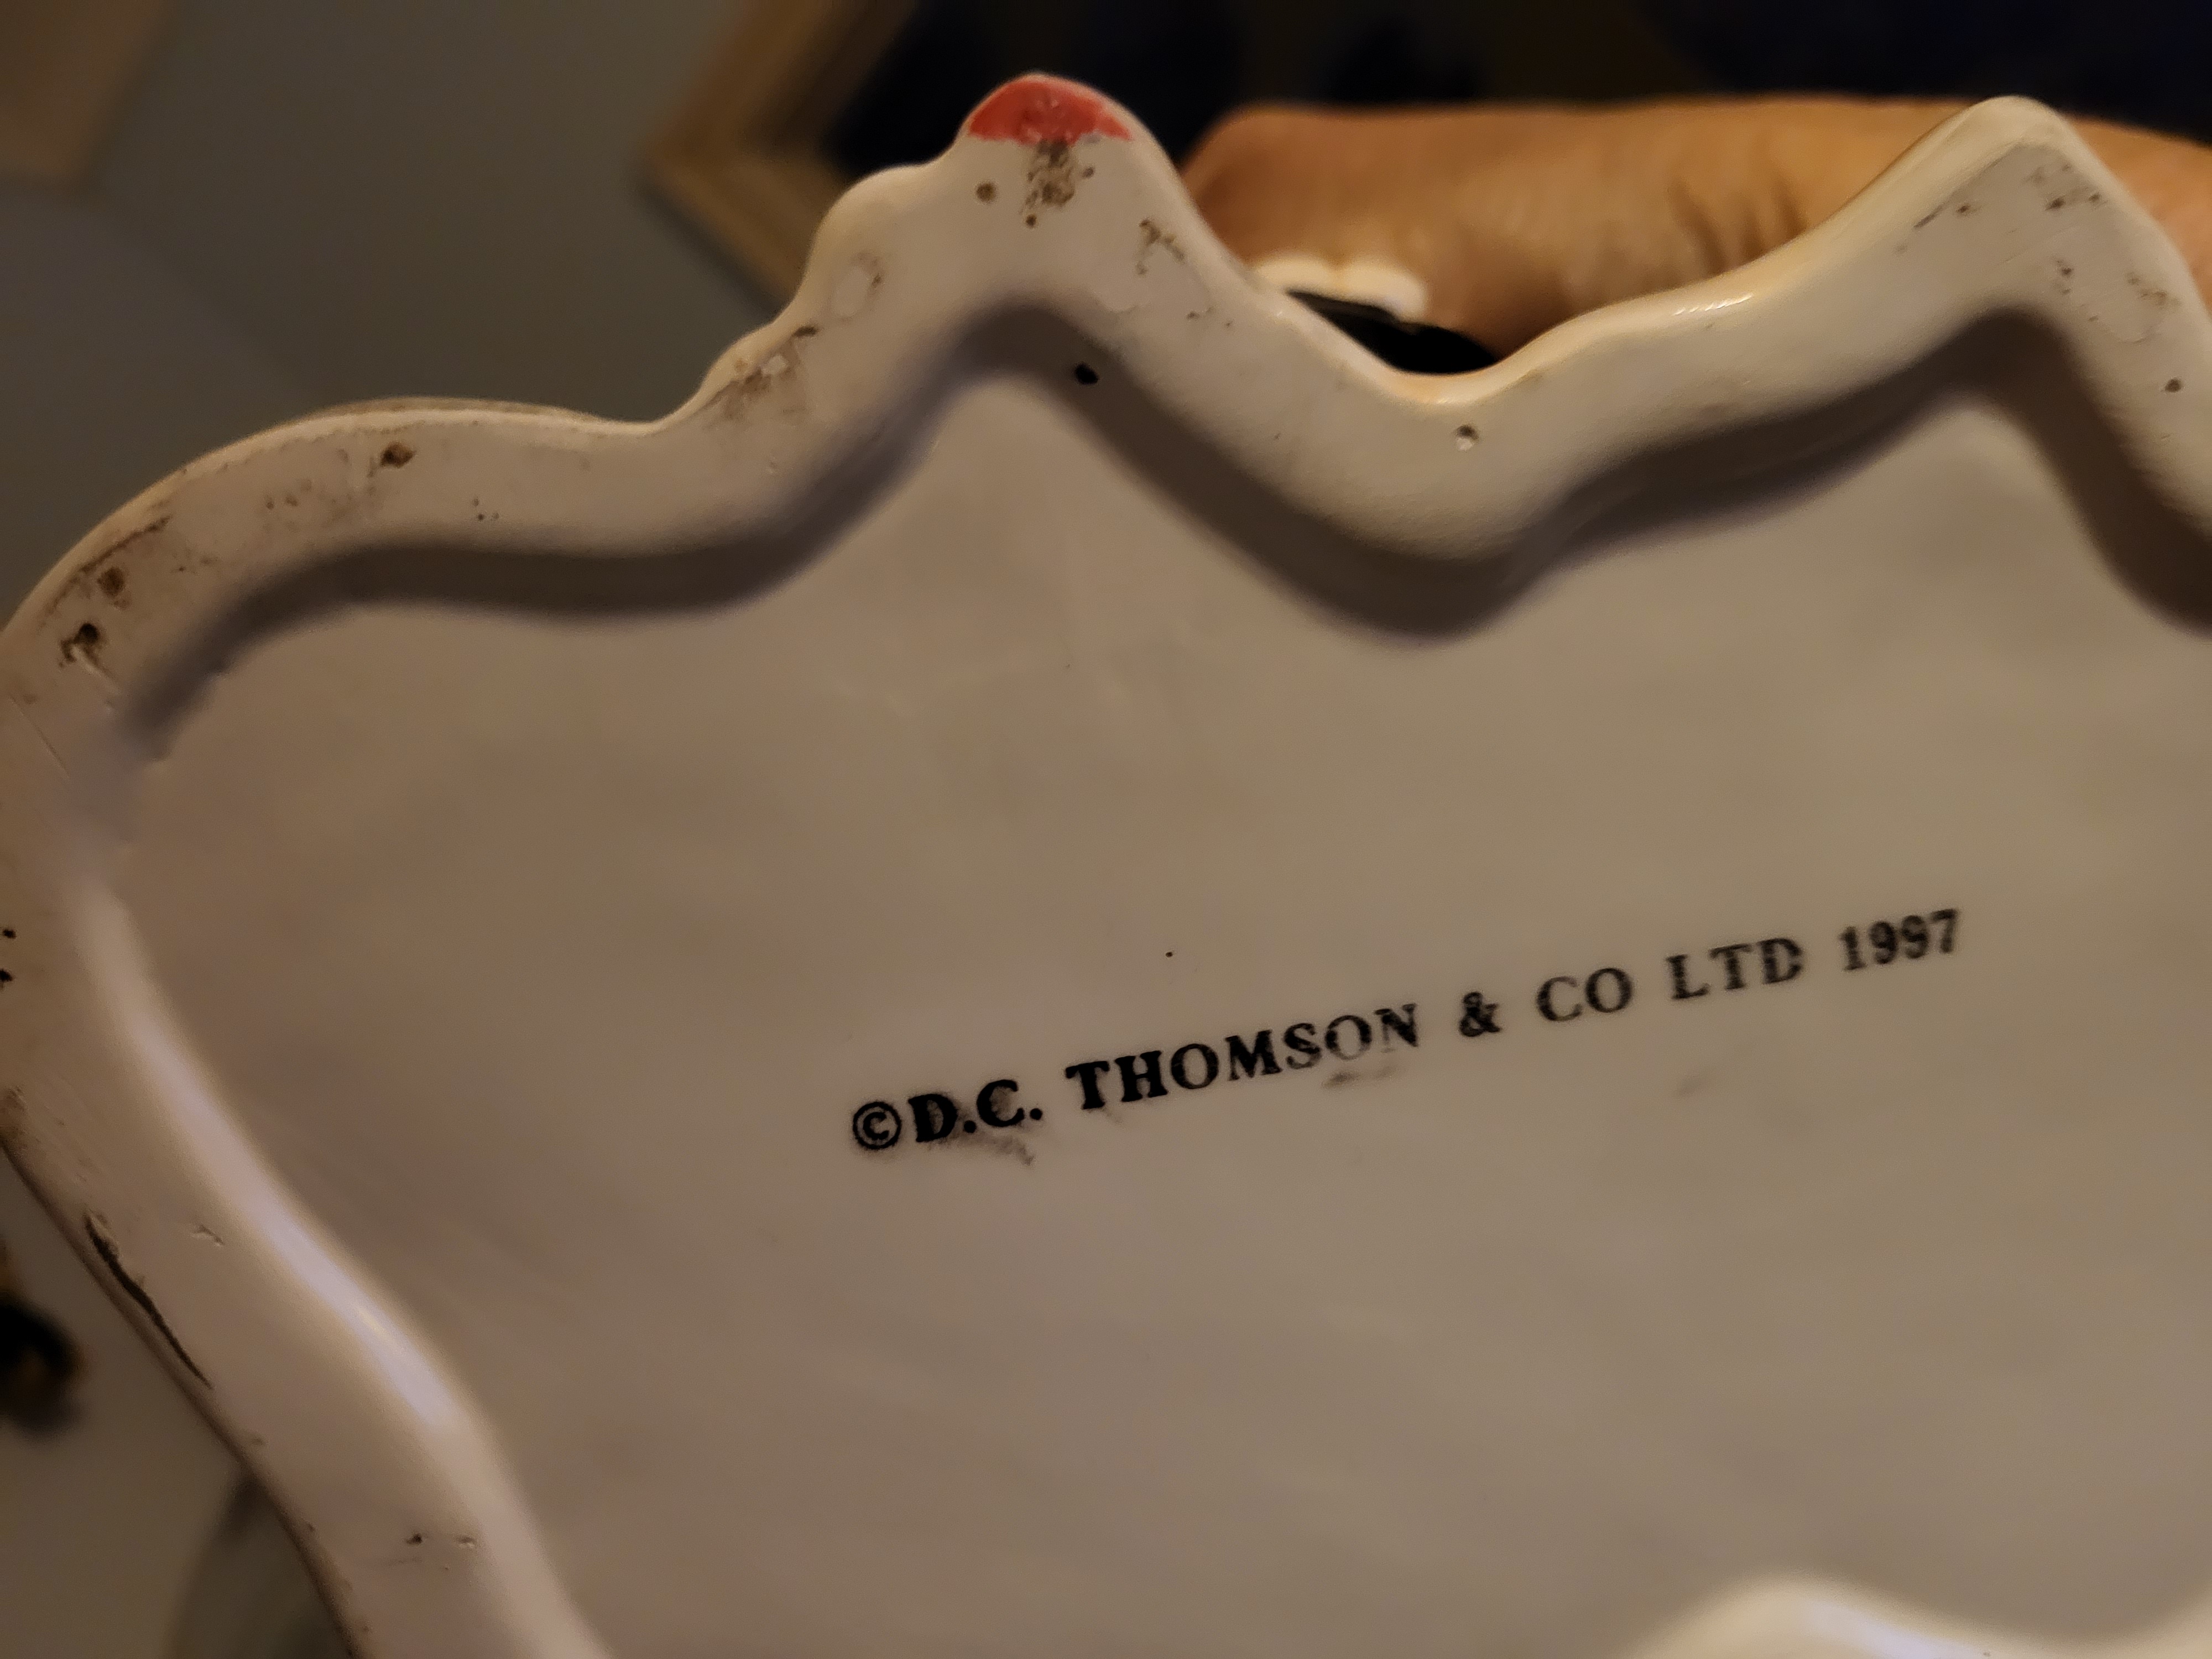 ©D.C. THOMSON & CO LTD 1997